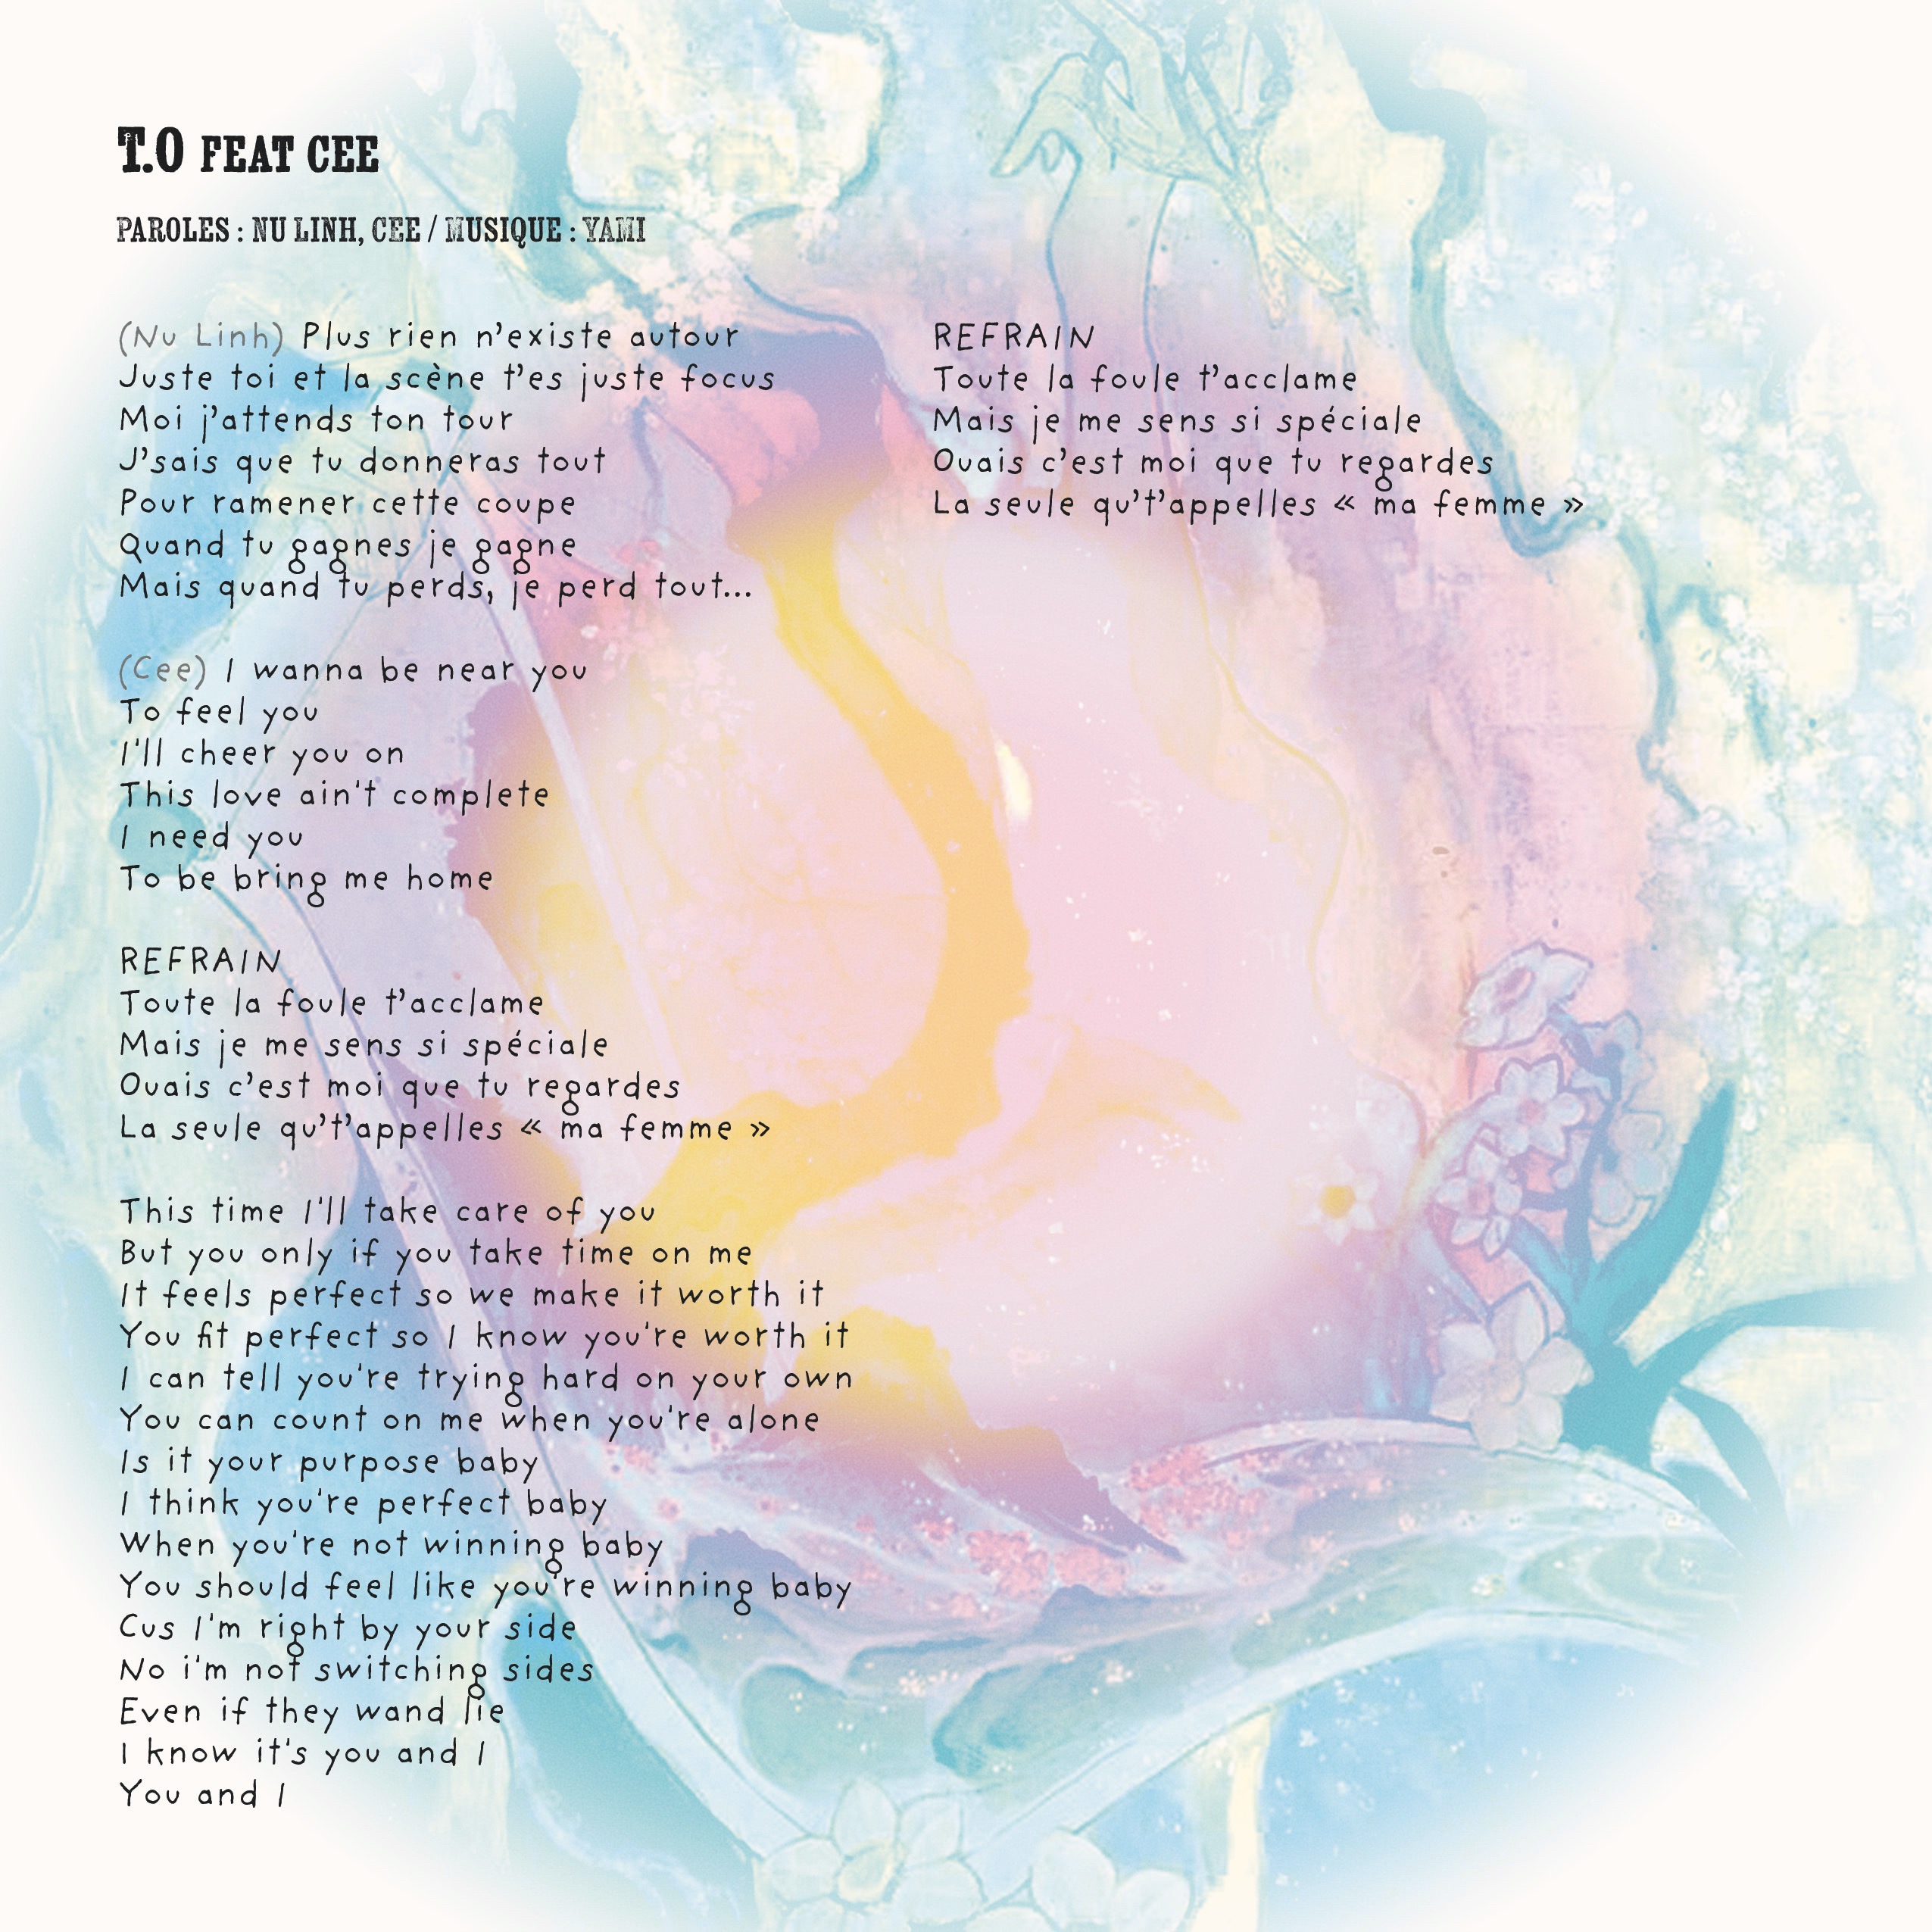 T.O FEAT CEE
PAROLES : NU LINH, CEE / MUSIQUE : YAMI
(Nu Linh) Plus rien n'existe autour
Juste toi et la scène t'es juste focus
Moi j'attends ton tour
J'sais que tu donneras tout
Pour ramener cette coupe
Quand tu gagnes je gagne
Mais quand tu perds, je perd tout...
(Cee) I wanna be near you
To feel you
I'll cheer you on
This love ain't complete
I need you
To be bring me home
REFRAIN
Toute la foule t'acclame
Mais je me sens si spéciale
Ouais c'est moi que tu regardes
La seule qu't'appelles « ma femme »
This time I'll take care of you
But you only if you take time on me
It feels perfect so we make it worth it
You fit perfect so I know you're worth it
I can tell you're trying hard on your own
You can count on me when you're alone
Is it your purpose baby
I think you're perfect baby
When you're not winning baby
You should feel like you're winning baby
Cus I'm right by your side
No i'm not switching sides
Even if they wand lie
I know it's you and I
You and I
REFRAIN
Toute la foule t'acclame
Mais je me sens si spéciale
Ouais c'est moi que tu regardes
La seule qu't'appelles « ma femme »